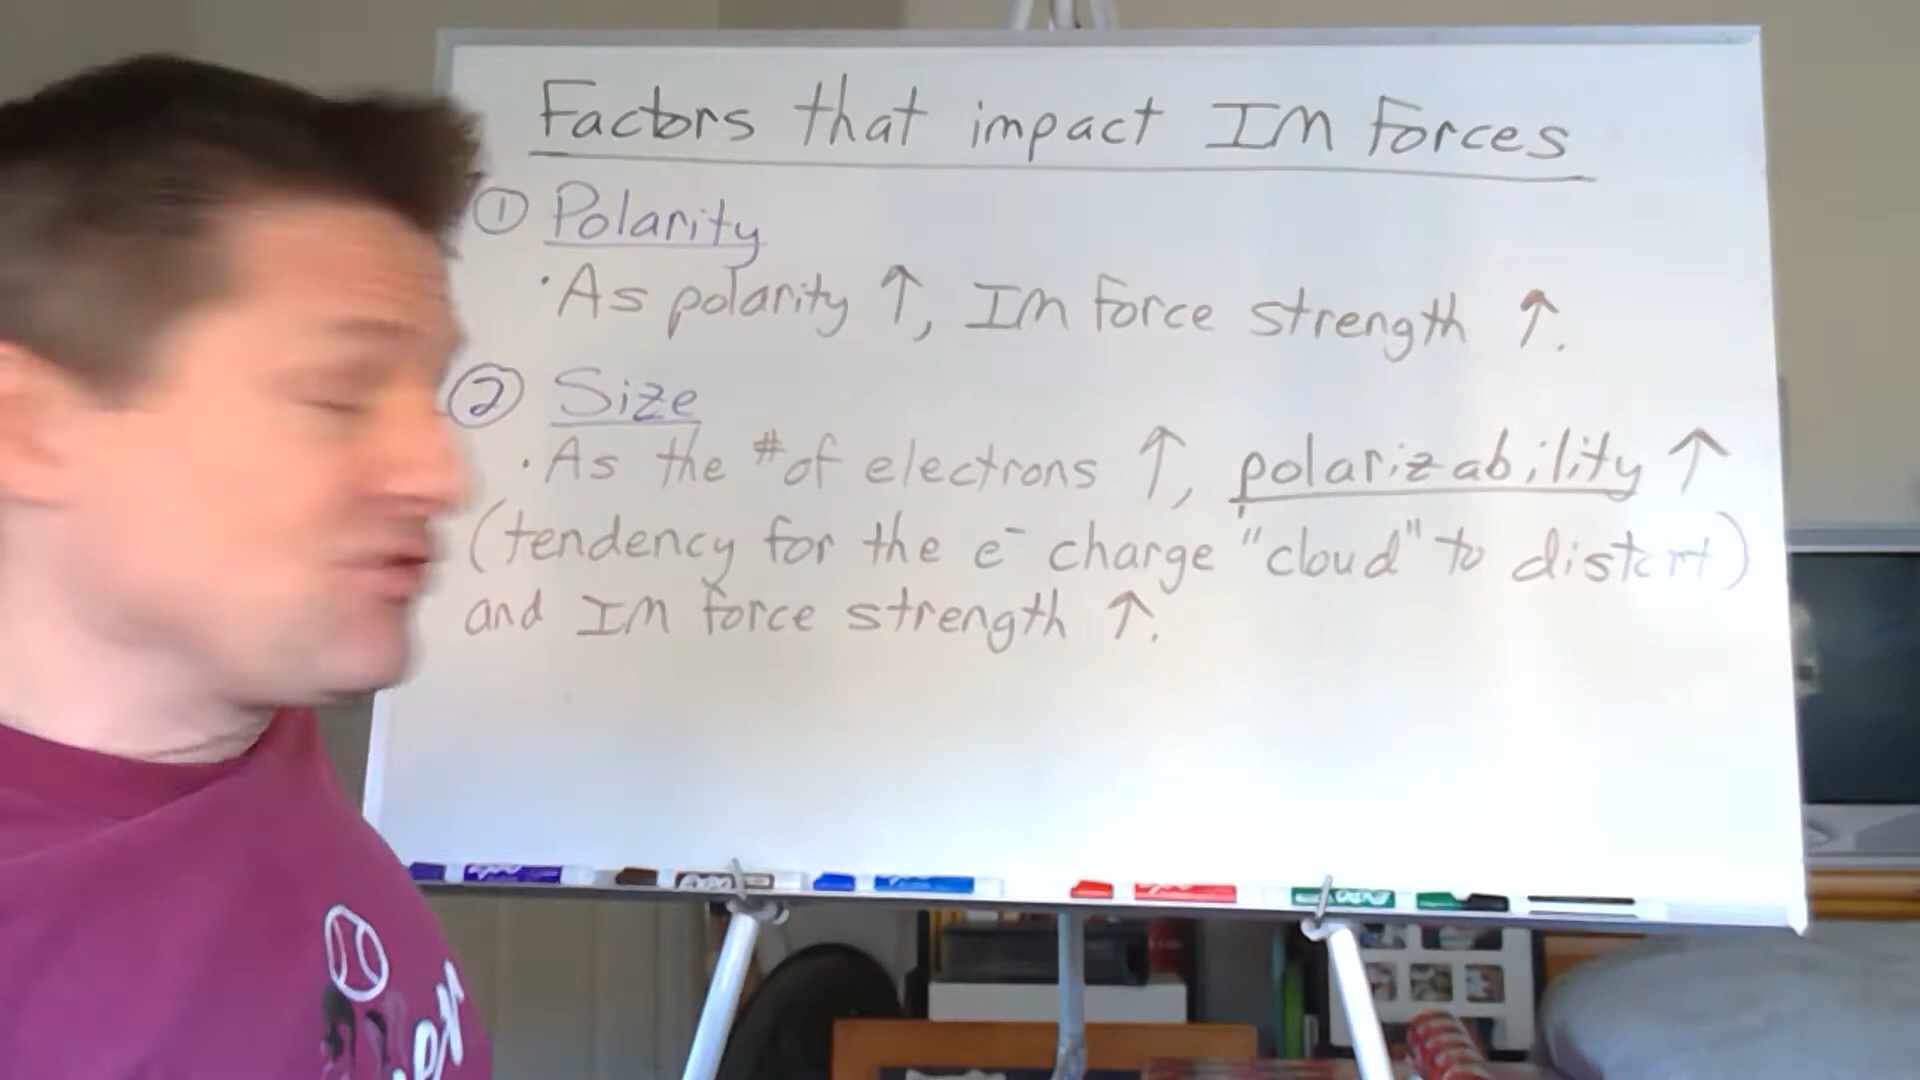 Factors that impact IM Forces
① Polarity
· As polarity ↑, IM force strength ↑.
② Size
· As the # of electrons ↑, polarizability ↑
(tendency for the e⁻ charge "cloud" to distort)
and IM force strength ↑.